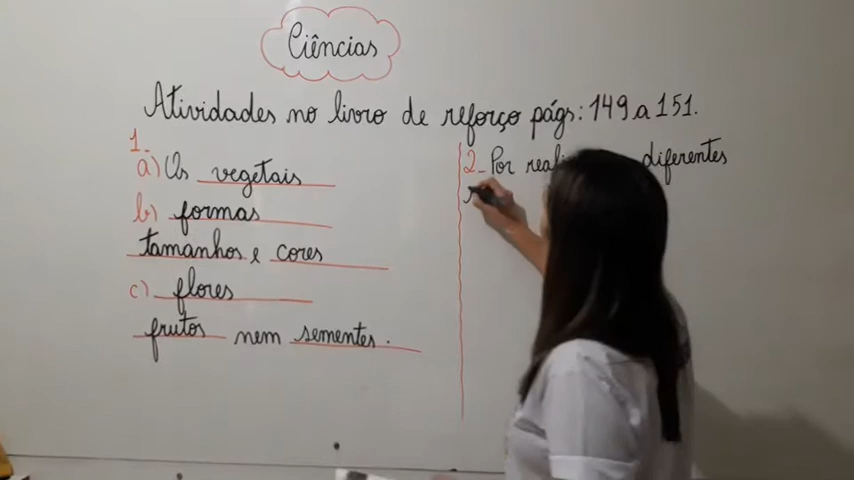 Ciências
Atividades no livro de reforço págs: 149 a 151.
1.
a) Os vegetais
b) formas
tamanhos e cores
c) flores
frutos nem sementes.
2- Por diferentes